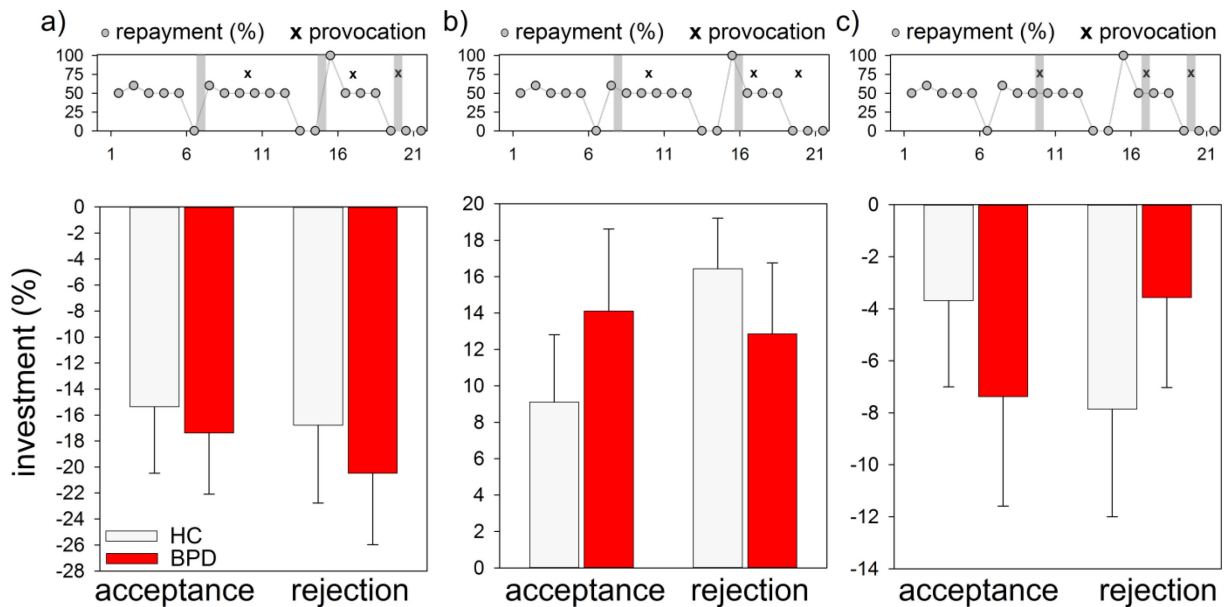 a)
repayment (%) x provocation
100
75
50
25
0
x x x
1 6 11 16 21
b)
repayment (%) x provocation
100
75
50
25
0
x x x
1 6 11 16 21
c)
repayment (%) x provocation
100
75
50
25
0
x x x
1 6 11 16 21
investment (%)
0
-2
-4
-6
-8
-10
-12
-14
-16
-18
-20
-22
-24
-26
-28
HC
BPD
acceptance rejection
20
18
16
14
12
10
8
6
4
2
0
acceptance rejection
0
-2
-4
-6
-8
-10
-12
-14
acceptance rejection